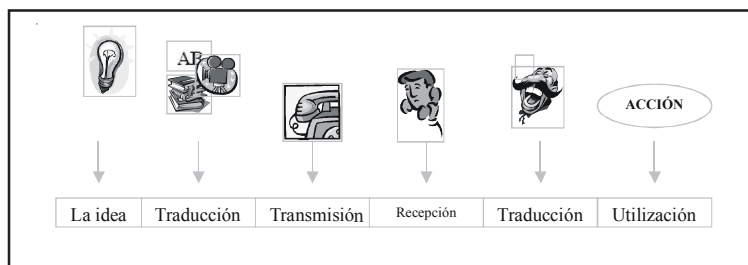 AB
ACCIÓN
La idea
Traducción
Transmisión
Recepción
Traducción
Utilización